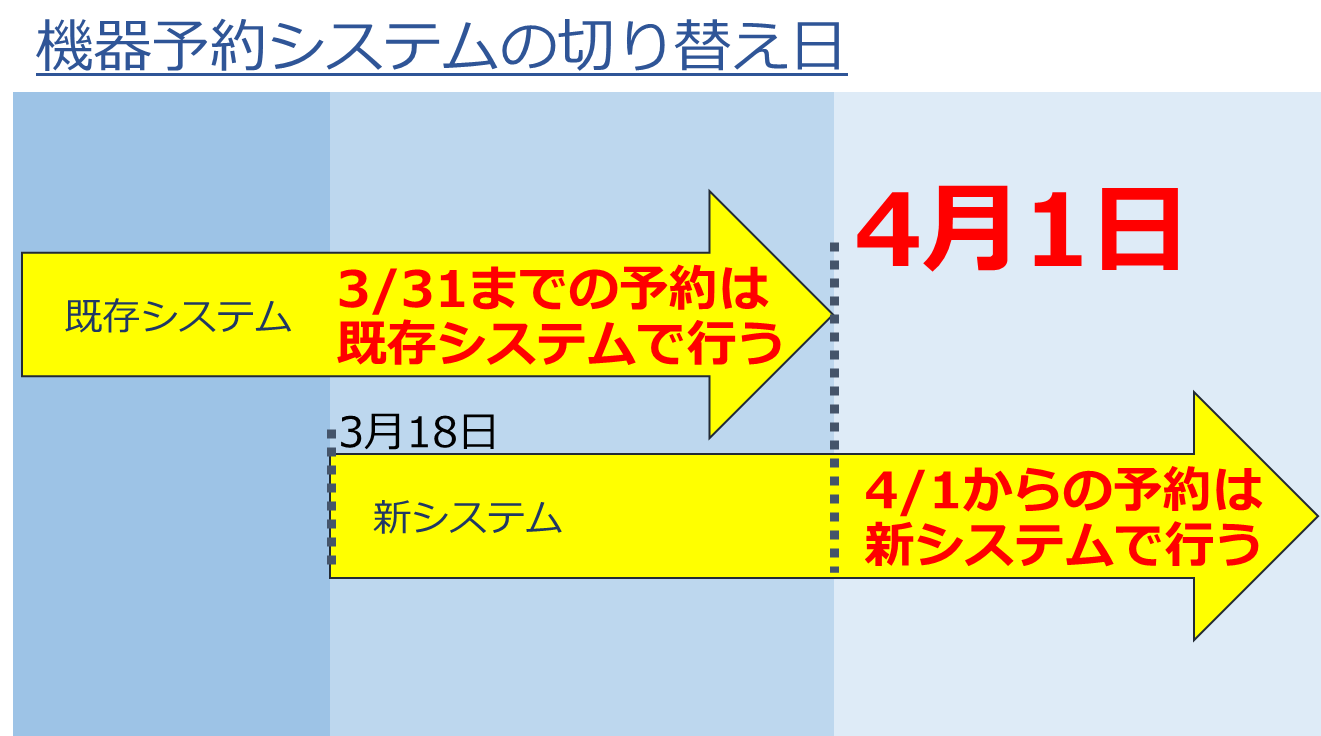 機器予約システムの切り替え日
4月1日
既存システム
3/31までの予約は
既存システムで行う
3月18日
新システム
4/1からの予約は
新システムで行う